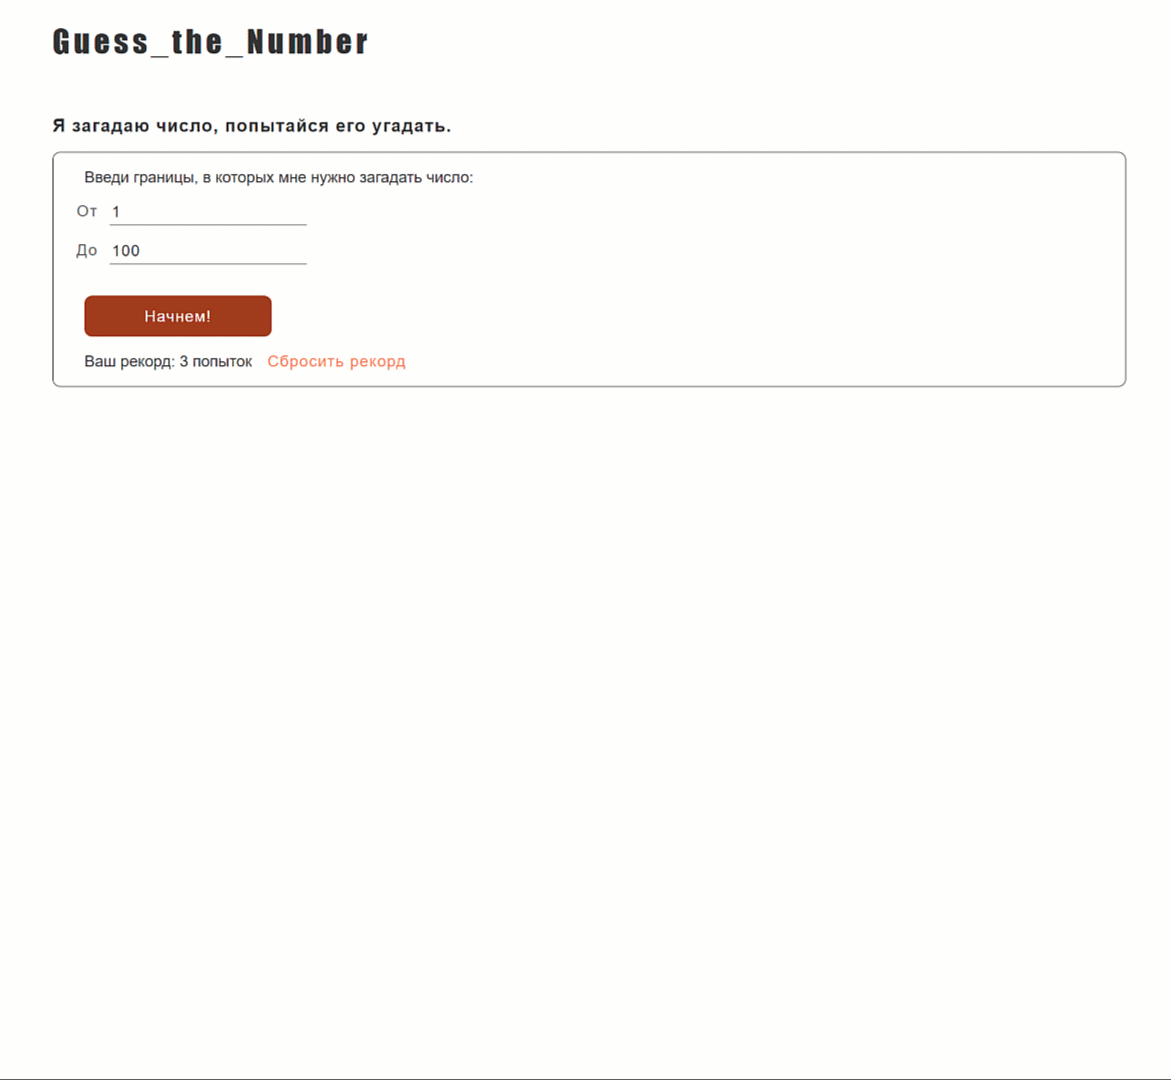 Guess_the_Number
Я загадаю число, попытайся его угадать.
Введи границы, в которых мне нужно загадать число:
От 1
До 100
Начнем!
Ваш рекорд: 3 попыток Сбросить рекорд